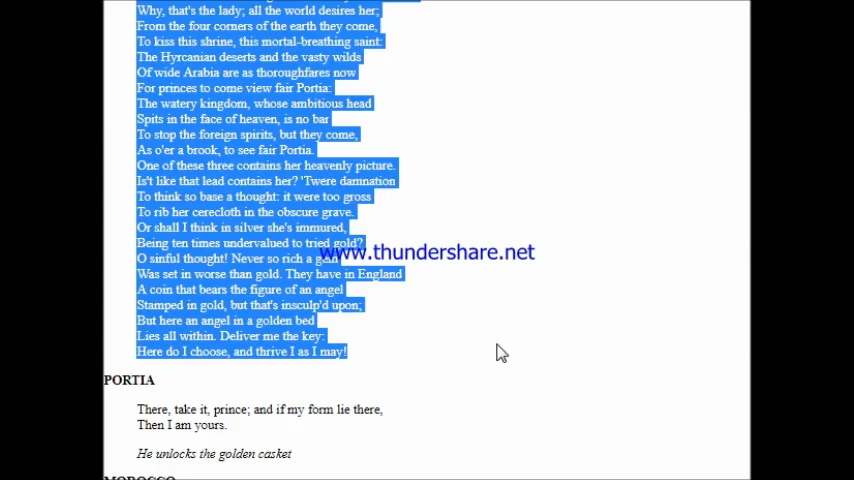 Why, that's the lady; all the world desires her;
From the four corners of the earth they come,
To kiss this shrine, this mortal-breathing saint:
The Hyrcanian deserts and the vasty wilds
Of wide Arabia are as thoroughfares now
For princes to come view fair Portia:
The watery kingdom, whose ambitious head
Spits in the face of heaven, is no bar
To stop the foreign spirits, but they come,
As o'er a brook, to see fair Portia.
One of these three contains her heavenly picture.
Is't like that lead contains her? 'Twere damnation
To think so base a thought: it were too gross
To rib her cerecloth in the obscure grave.
Or shall I think in silver she's immured,
Being ten times undervalued to tried gold?
www.thundershare.net
O sinful thought! Never so rich a gem
Was set in worse than gold. They have in England
A coin that bears the figure of an angel
Stamped in gold, but that's insculp'd upon;
But here an angel in a golden bed
Lies all within. Deliver me the key:
Here do I choose, and thrive I as I may!
PORTIA
There, take it, prince; and if my form lie there,
Then I am yours.
He unlocks the golden casket
MOROCCO